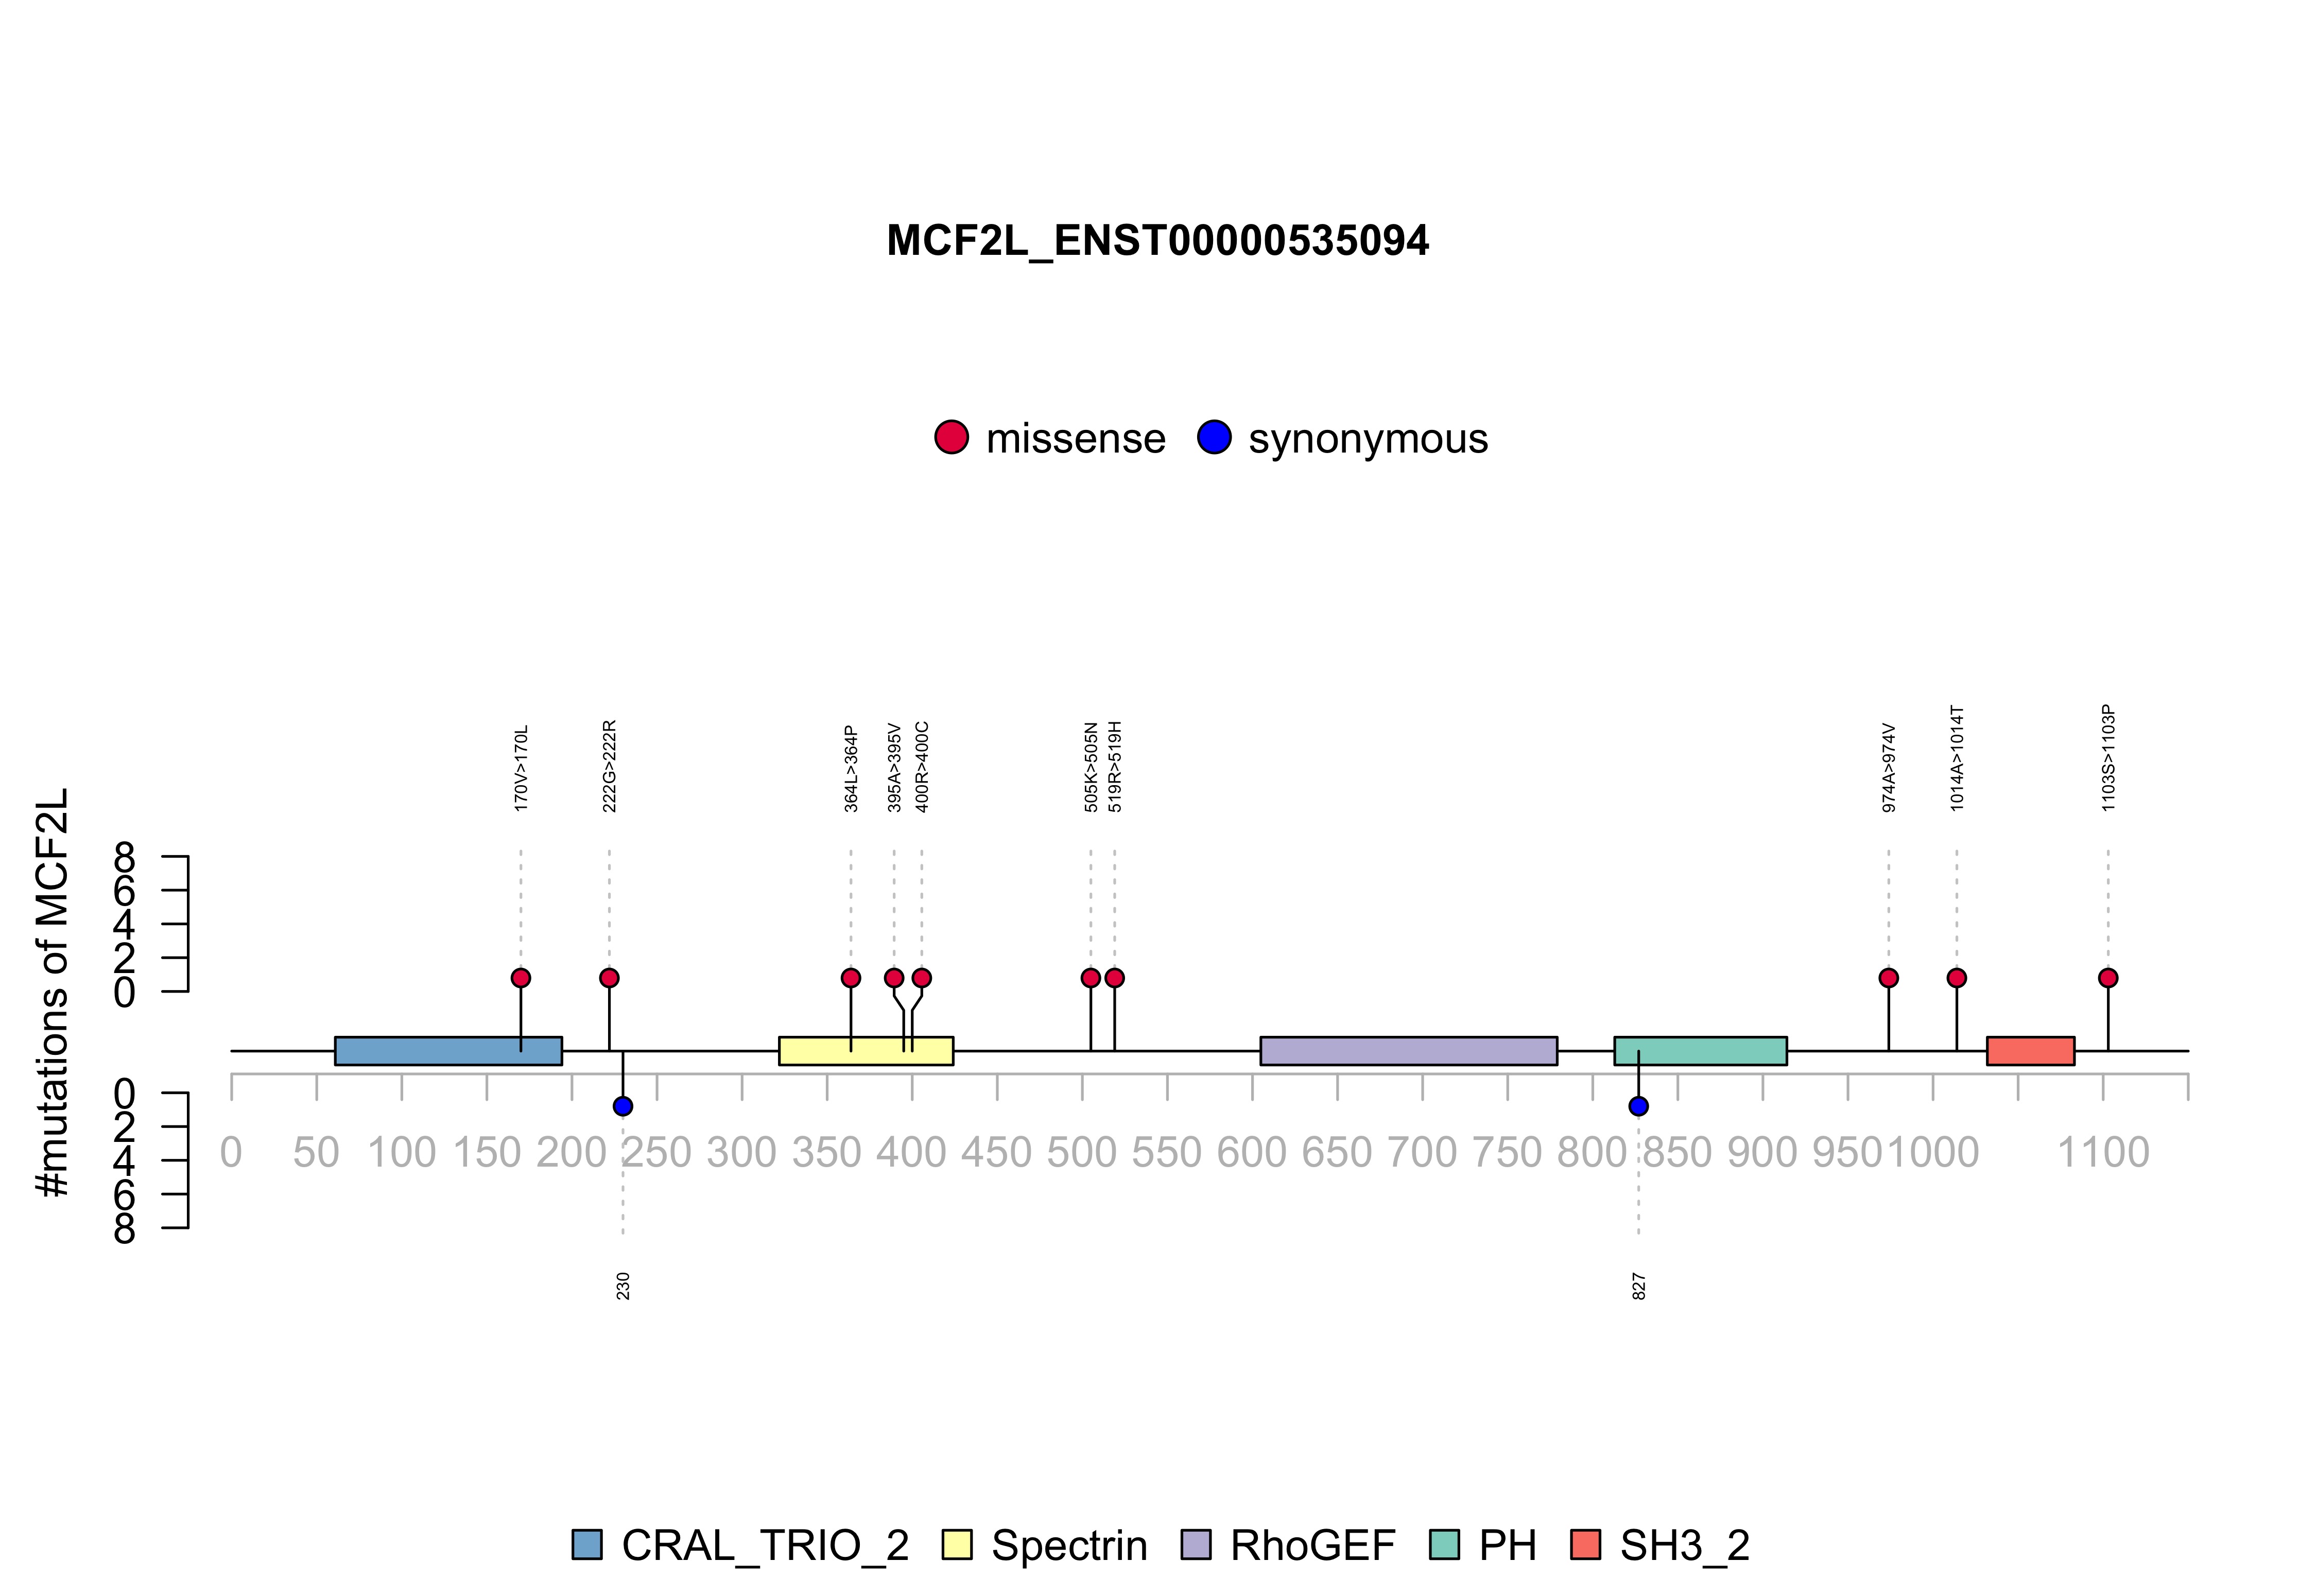 MCF2L_ENST00000535094
missense synonymous
170V>170L
222G>222R
364L>364P
395A>395V
400R>400C
505K>505N
519R>519H
974A>974V
1014A>1014T
1103S>1103P
#mutations of MCF2L
8
6
4
2
0
0
2
4
6
8
0 50 100 150 200 250 300 350 400 450 500 550 600 650 700 750 800 850 900 950 1000 1100
230
827
CRAL_TRIO_2 Spectrin RhoGEF PH SH3_2